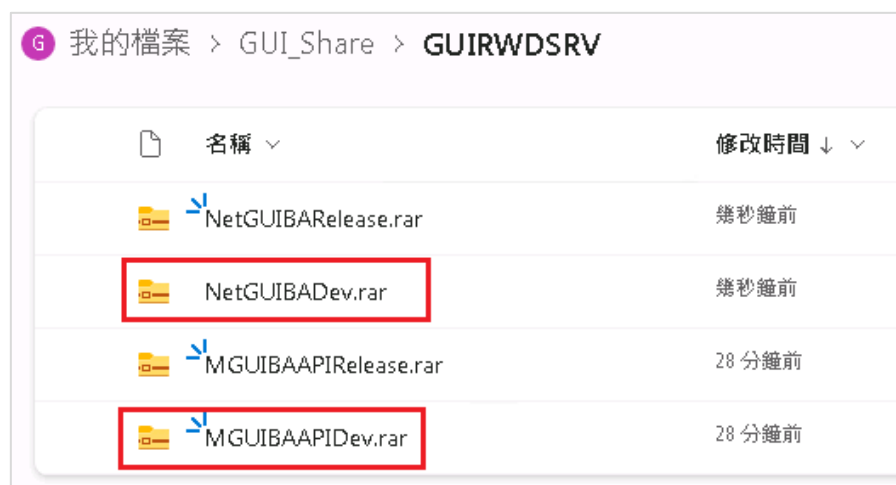 G 我的檔案 > GUI_Share > GUIRWDSRV
名稱 修改時間 ↓
NetGUIBARelease.rar 幾秒鐘前
NetGUIBADev.rar 幾秒鐘前
MGUIBAAPIRelease.rar 28 分鐘前
MGUIBAAPIDev.rar 28 分鐘前